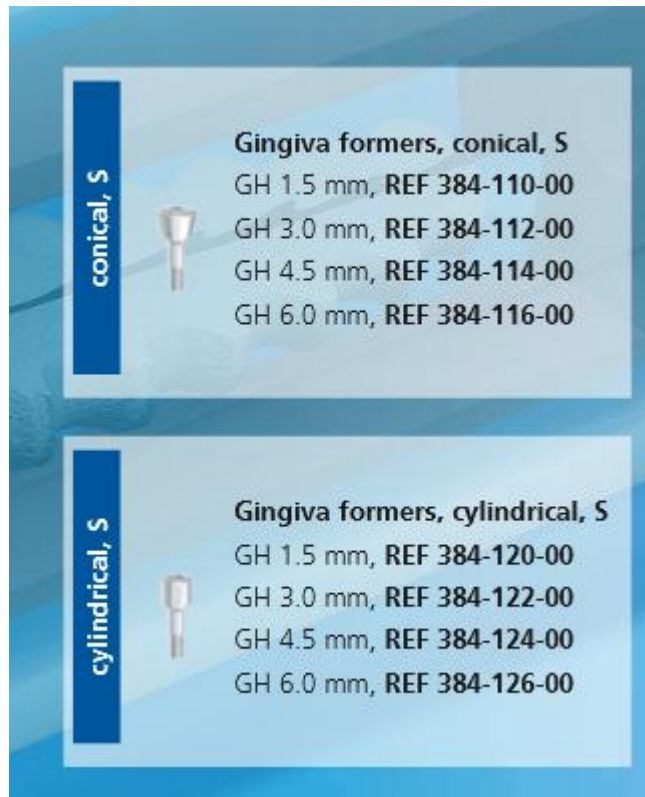 conical, S
Gingiva formers, conical, S
GH 1.5 mm, REF 384-110-00
GH 3.0 mm, REF 384-112-00
GH 4.5 mm, REF 384-114-00
GH 6.0 mm, REF 384-116-00
cylindrical, S
Gingiva formers, cylindrical, S
GH 1.5 mm, REF 384-120-00
GH 3.0 mm, REF 384-122-00
GH 4.5 mm, REF 384-124-00
GH 6.0 mm, REF 384-126-00